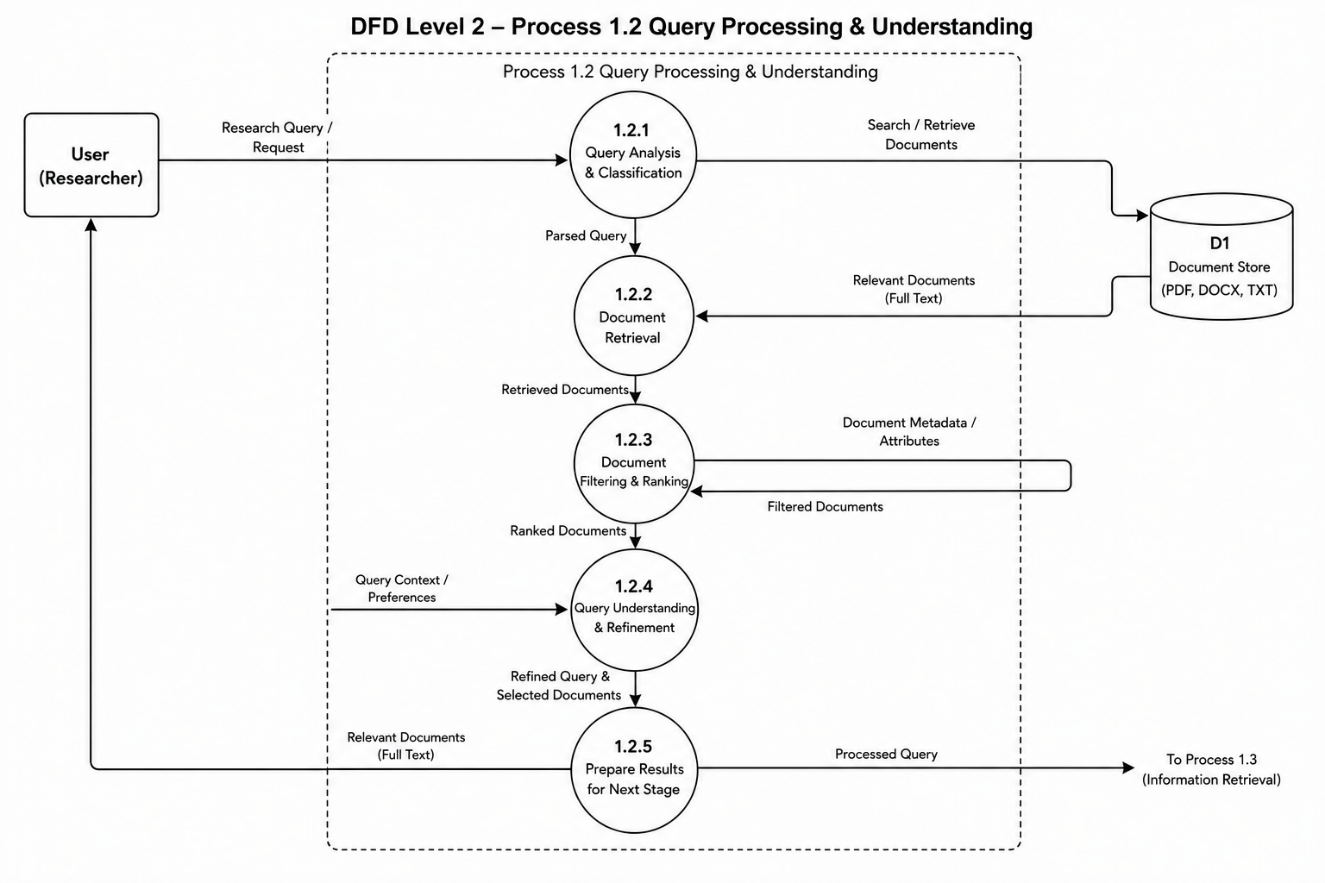 DFD Level 2 – Process 1.2 Query Processing & Understanding
Process 1.2 Query Processing & Understanding
User
(Researcher)
Research Query /
Request
1.2.1
Query Analysis
& Classification
Search / Retrieve
Documents
D1
Document Store
(PDF, DOCX, TXT)
Parsed Query
1.2.2
Document
Retrieval
Relevant Documents
(Full Text)
Retrieved Documents
1.2.3
Document
Filtering & Ranking
Document Metadata /
Attributes
Filtered Documents
Ranked Documents
Query Context /
Preferences
1.2.4
Query Understanding
& Refinement
Refined Query &
Selected Documents
Relevant Documents
(Full Text)
1.2.5
Prepare Results
for Next Stage
Processed Query
To Process 1.3
(Information Retrieval)